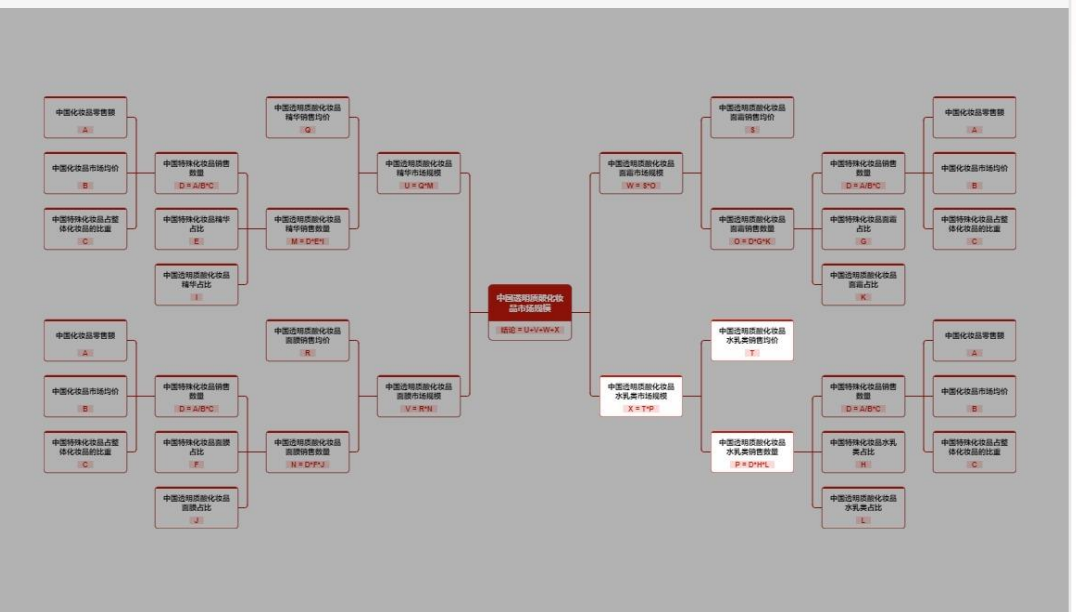 中国化妆品零售额
A
中国化妆品市场均价
B
中国特殊化妆品占整
体化妆品的比重
C
中国特殊化妆品销售
数量
D = A/B*C
中国特殊化妆品精华
占比
E
中国透明质酸化妆品
精华占比
I
中国透明质酸化妆品
精华销售均价
Q
中国透明质酸化妆品
精华销售数量
M = D*E*I
中国透明质酸化妆品
精华市场规模
U = Q*M
中国化妆品零售额
A
中国化妆品市场均价
B
中国特殊化妆品占整
体化妆品的比重
C
中国特殊化妆品销售
数量
D = A/B*C
中国特殊化妆品面膜
占比
F
中国透明质酸化妆品
面膜占比
J
中国透明质酸化妆品
面膜销售均价
R
中国透明质酸化妆品
面膜销售数量
N = D*F*J
中国透明质酸化妆品
面膜市场规模
V = R*N
中国透明质酸化妆
品市场规模
结论 = U+V+W+X
中国透明质酸化妆品
面霜市场规模
W = S*O
中国透明质酸化妆品
面霜销售均价
S
中国透明质酸化妆品
面霜销售数量
O = D*G*K
中国特殊化妆品销售
数量
D = A/B*C
中国特殊化妆品面霜
占比
G
中国透明质酸化妆品
面霜占比
K
中国化妆品零售额
A
中国化妆品市场均价
B
中国特殊化妆品占整
体化妆品的比重
C
中国透明质酸化妆品
水乳类市场规模
X = T*P
中国透明质酸化妆品
水乳类销售均价
T
中国透明质酸化妆品
水乳类销售数量
P = D*H*L
中国特殊化妆品销售
数量
D = A/B*C
中国特殊化妆品水乳
类占比
H
中国透明质酸化妆品
水乳类占比
L
中国化妆品零售额
A
中国化妆品市场均价
B
中国特殊化妆品占整
体化妆品的比重
C